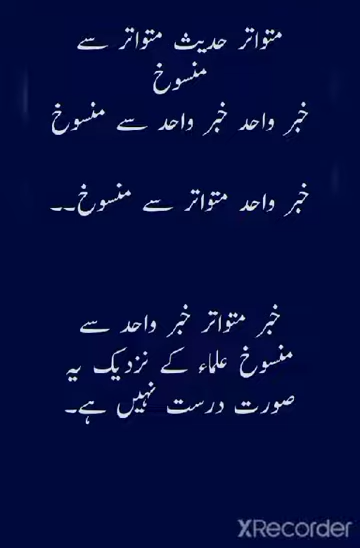 متواتر حدیث متواتر سے
منسوخ
خبر واحد خبر واحد سے منسوخ
خبر واحد متواتر سے منسوخ۔۔
خبر متواتر خبر واحد سے
منسوخ علماء کے نزدیک یہ
صورت درست نہیں ہے۔
XRecorder